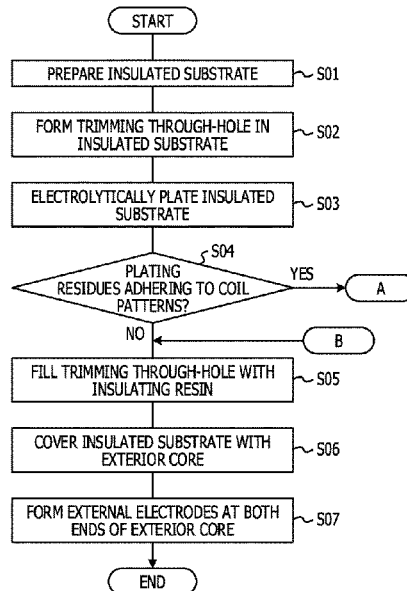 START
PREPARE INSULATED SUBSTRATE
S01
FORM TRIMMING THROUGH-HOLE IN
INSULATED SUBSTRATE
S02
ELECTROLYTICALLY PLATE INSULATED
SUBSTRATE
S03
S04
PLATING
RESIDUES ADHERING TO COIL
PATTERNS?
YES
A
NO
B
FILL TRIMMING THROUGH-HOLE WITH
INSULATING RESIN
S05
COVER INSULATED SUBSTRATE WITH
EXTERIOR CORE
S06
FORM EXTERNAL ELECTRODES AT BOTH
ENDS OF EXTERIOR CORE
S07
END